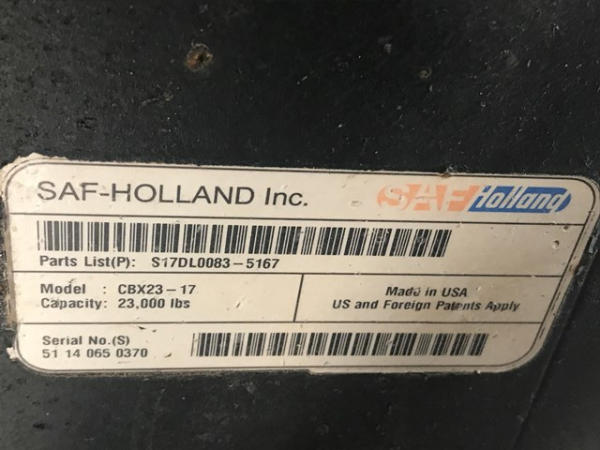 SAF-HOLLAND Inc.
SAF Holland
Parts List(P): S17DL0083-5167
Model : CBX23-17
Capacity: 23,000 lbs
Made in USA
US and Foreign Patents Apply
Serial No.(S)
51 14 065 0370